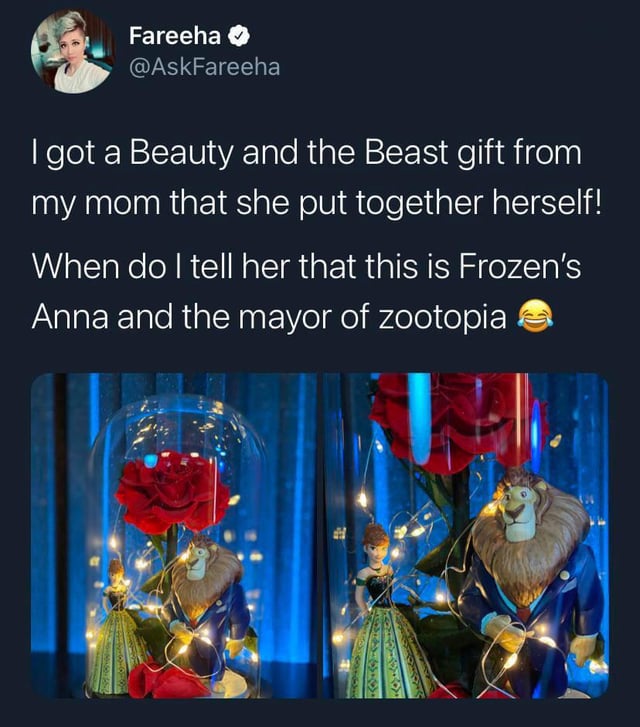 Fareeha
@AskFareeha
I got a Beauty and the Beast gift from
my mom that she put together herself!
When do I tell her that this is Frozen's
Anna and the mayor of zootopia 😂